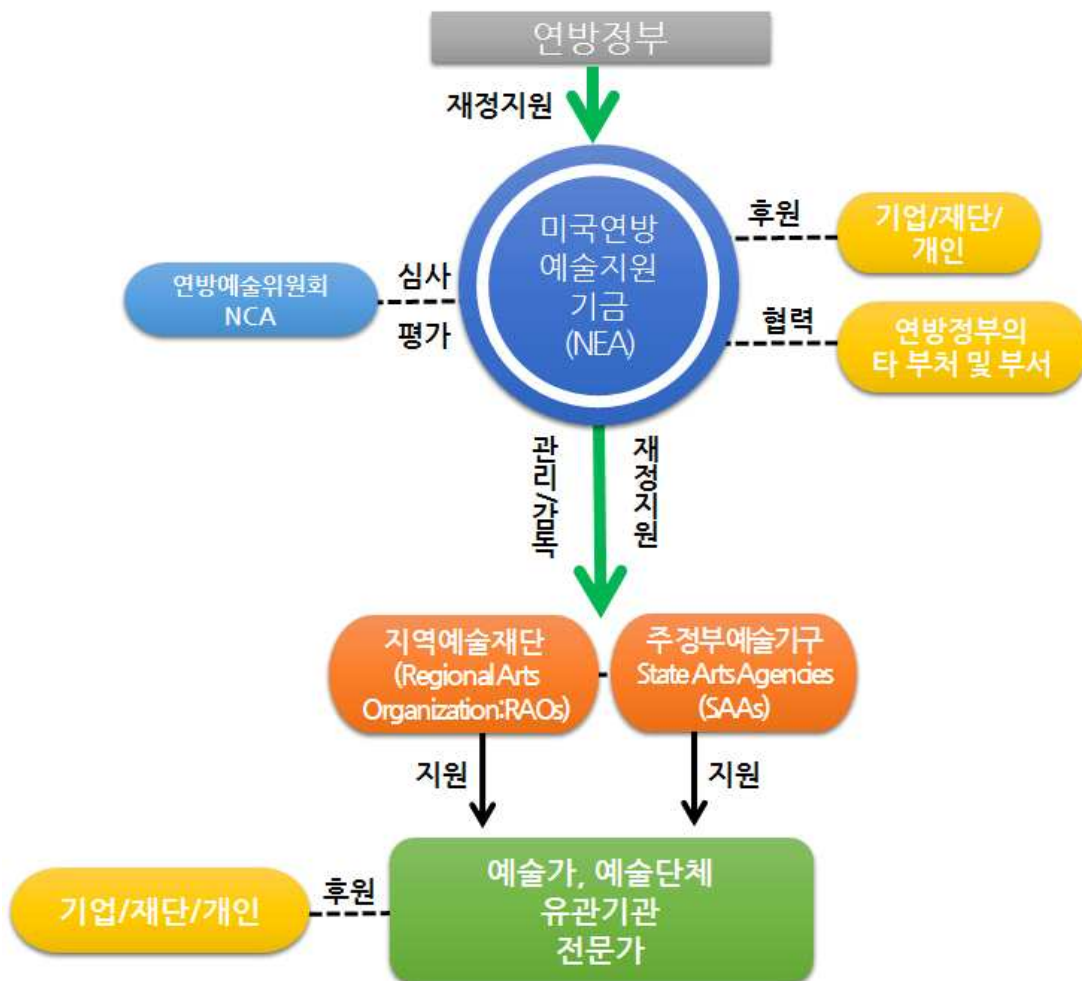 연방정부
재정지원
미국연방
예술지원
기금
(NEA)
후원
기업/재단/
개인
연방예술위원회
NCA
심사
평가
협력
연방정부의
타 부처 및 부서
관리/감독
재정지원
지역예술재단
(Regional Arts
Organization:RAOs)
주정부예술기구
State Arts Agencies
(SAAs)
지원
지원
예술가, 예술단체
유관기관
전문가
후원
기업/재단/개인